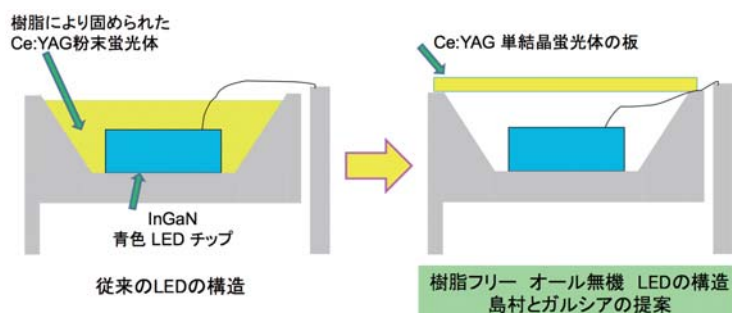 樹脂により固められた
Ce:YAG粉末蛍光体
InGaN
青色 LED チップ
従来のLEDの構造
Ce:YAG 単結晶蛍光体の板
樹脂フリー オール無機 LEDの構造
島村とガルシアの提案